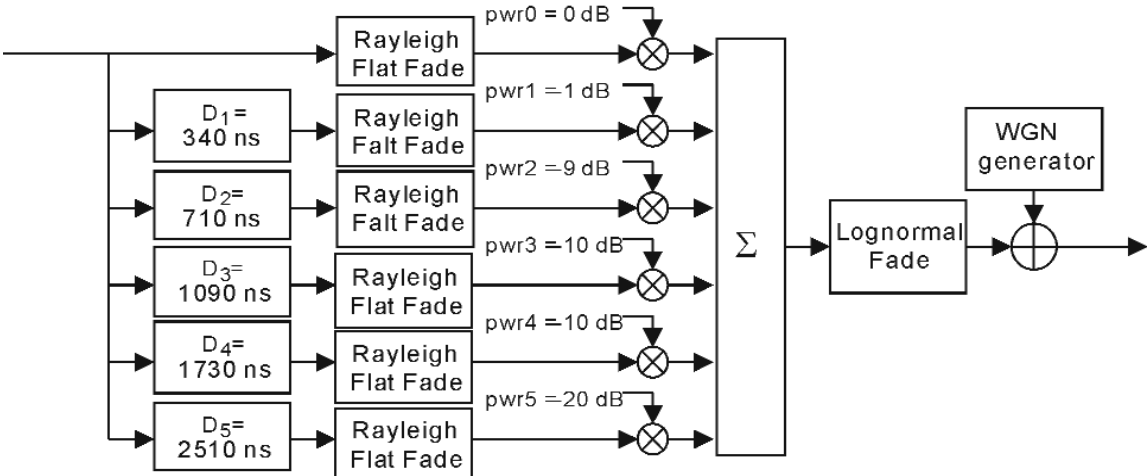 pwr0 = 0 dB
Rayleigh
Flat Fade
D1=
340 ns
Rayleigh
Falt Fade
pwr1 =-1 dB
D2=
710 ns
Rayleigh
Falt Fade
pwr2 =-9 dB
D3=
1090 ns
Rayleigh
Flat Fade
pwr3 =-10 dB
D4=
1730 ns
Rayleigh
Flat Fade
pwr4 =-10 dB
D5=
2510 ns
Rayleigh
Flat Fade
pwr5 =-20 dB
Σ
Lognormal
Fade
WGN
generator